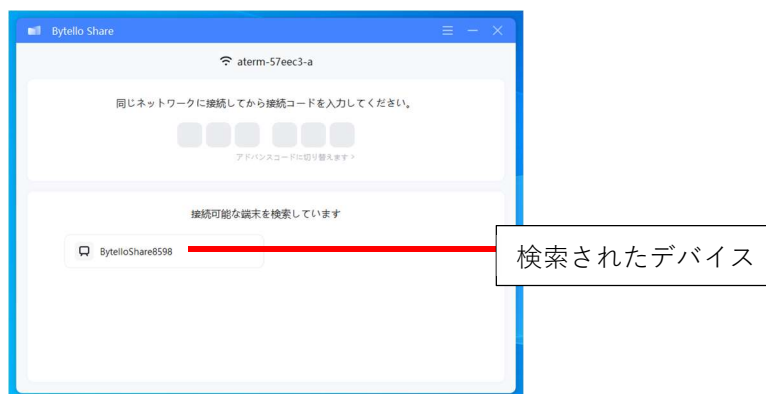 Bytello Share
aterm-57eec3-a
同じネットワークに接続してから接続コードを入力してください。
アドバンスコードに切り替えます >
接続可能な端末を検索しています
BytelloShare8598
検索されたデバイス